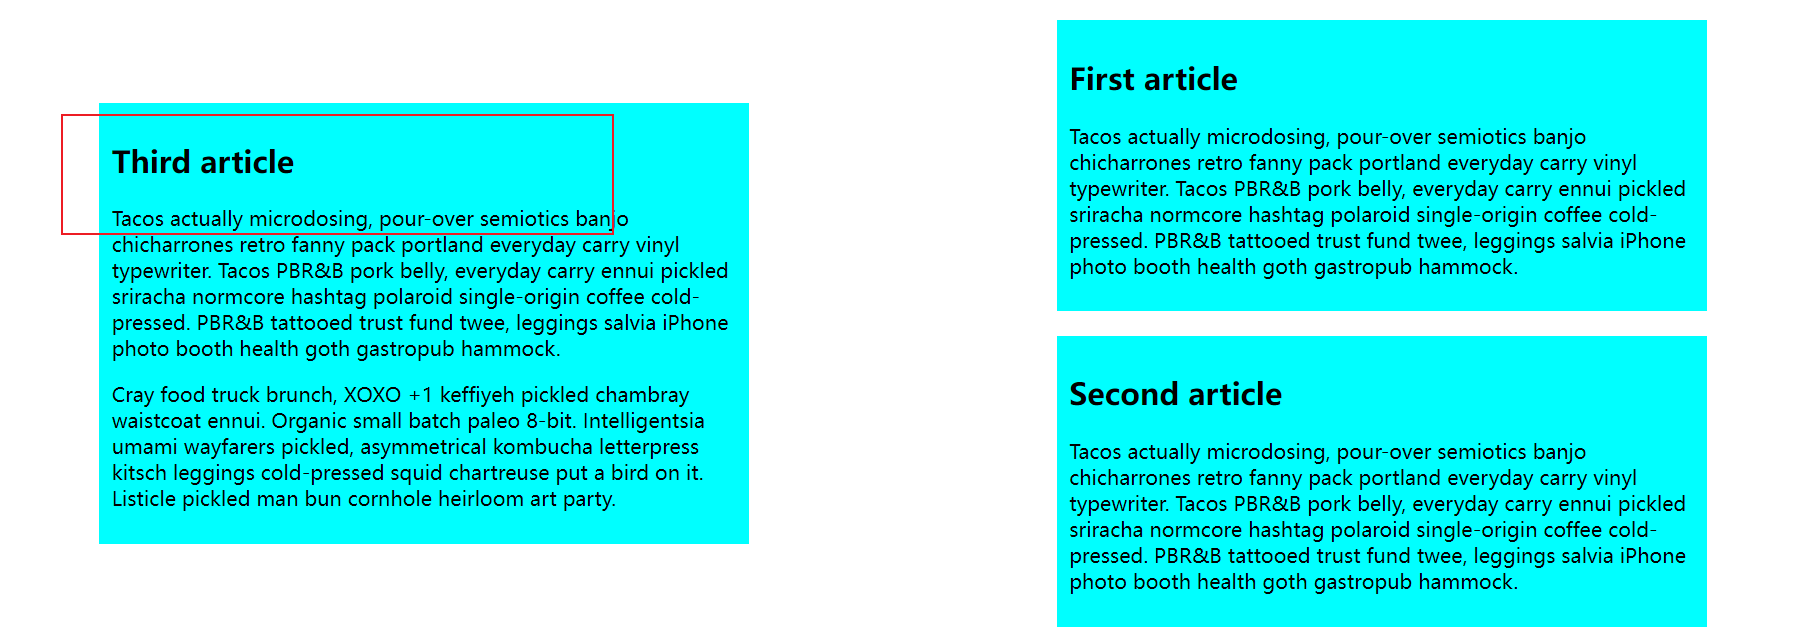 Third article
Tacos actually microdosing, pour-over semiotics banjo
chicharrones retro fanny pack portland everyday carry vinyl
typewriter. Tacos PBR&B pork belly, everyday carry ennui pickled
sriracha normcore hashtag polaroid single-origin coffee cold-
pressed. PBR&B tattooed trust fund twee, leggings salvia iPhone
photo booth health goth gastropub hammock.
Cray food truck brunch, XOXO +1 keffiyeh pickled chambray
waistcoat ennui. Organic small batch paleo 8-bit. Intelligentsia
umami wayfarers pickled, asymmetrical kombucha letterpress
kitsch leggings cold-pressed squid chartreuse put a bird on it.
Listicle pickled man bun cornhole heirloom art party.
First article
Tacos actually microdosing, pour-over semiotics banjo
chicharrones retro fanny pack portland everyday carry vinyl
typewriter. Tacos PBR&B pork belly, everyday carry ennui pickled
sriracha normcore hashtag polaroid single-origin coffee cold-
pressed. PBR&B tattooed trust fund twee, leggings salvia iPhone
photo booth health goth gastropub hammock.
Second article
Tacos actually microdosing, pour-over semiotics banjo
chicharrones retro fanny pack portland everyday carry vinyl
typewriter. Tacos PBR&B pork belly, everyday carry ennui pickled
sriracha normcore hashtag polaroid single-origin coffee cold-
pressed. PBR&B tattooed trust fund twee, leggings salvia iPhone
photo booth health goth gastropub hammock.